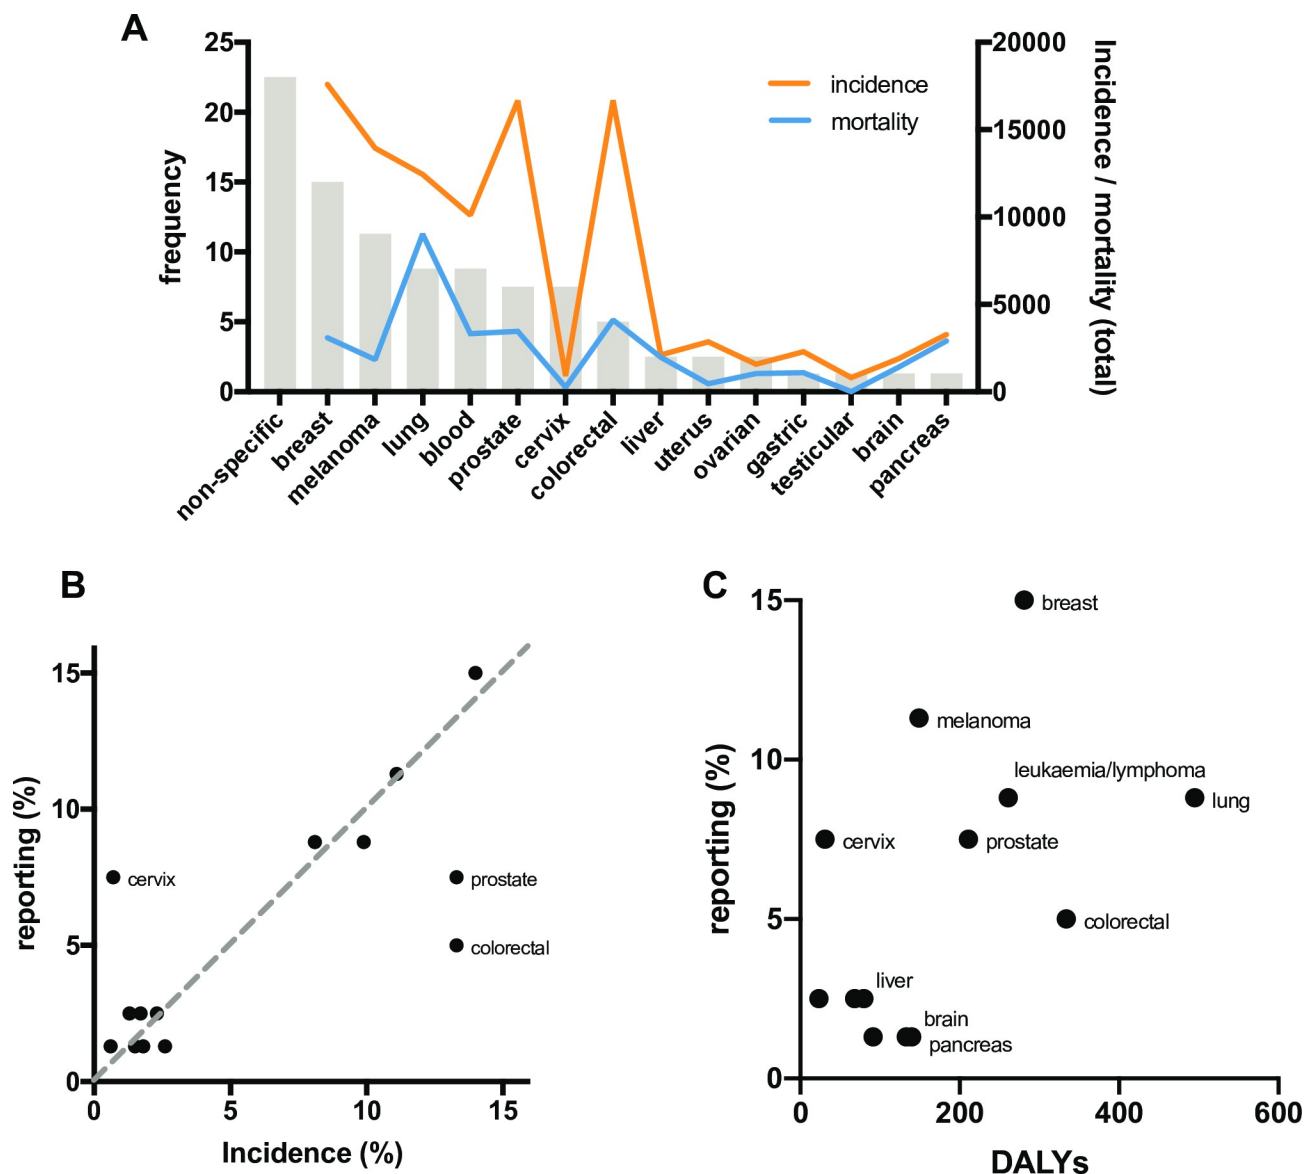 A
25
20
15
10
5
0
frequency
20000
15000
10000
5000
0
Incidence / mortality (total)
incidence
mortality
non-specific
breast
melanoma
lung
blood
prostate
cervix
colorectal
liver
uterus
ovarian
gastric
testicular
brain
pancreas
B
15
10
5
0
reporting (%)
cervix
prostate
colorectal
0
5
10
15
Incidence (%)
C
15
10
5
0
reporting (%)
breast
melanoma
leukaemia/lymphoma
lung
cervix
prostate
colorectal
liver
brain
pancreas
0
200
400
600
DALYs